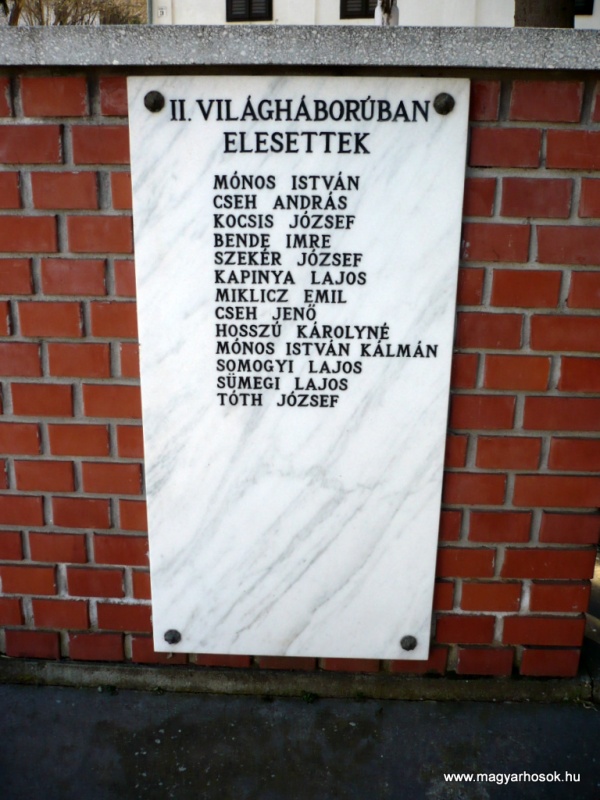 II. VILÁGHÁBORÚBAN
ELESETTEK
MÓNOS ISTVÁN
CSEH ANDRÁS
KOCSIS JÓZSEF
BENDE IMRE
SZEKÉR JÓZSEF
KAPINYA LAJOS
MIKLICZ EMIL
CSEH JENŐ
HOSSZÚ KÁROLYNÉ
MÓNOS ISTVÁN KÁLMÁN
SOMOGYI LAJOS
SÜMEGI LAJOS
TÓTH JÓZSEF
www.magyarhosok.hu